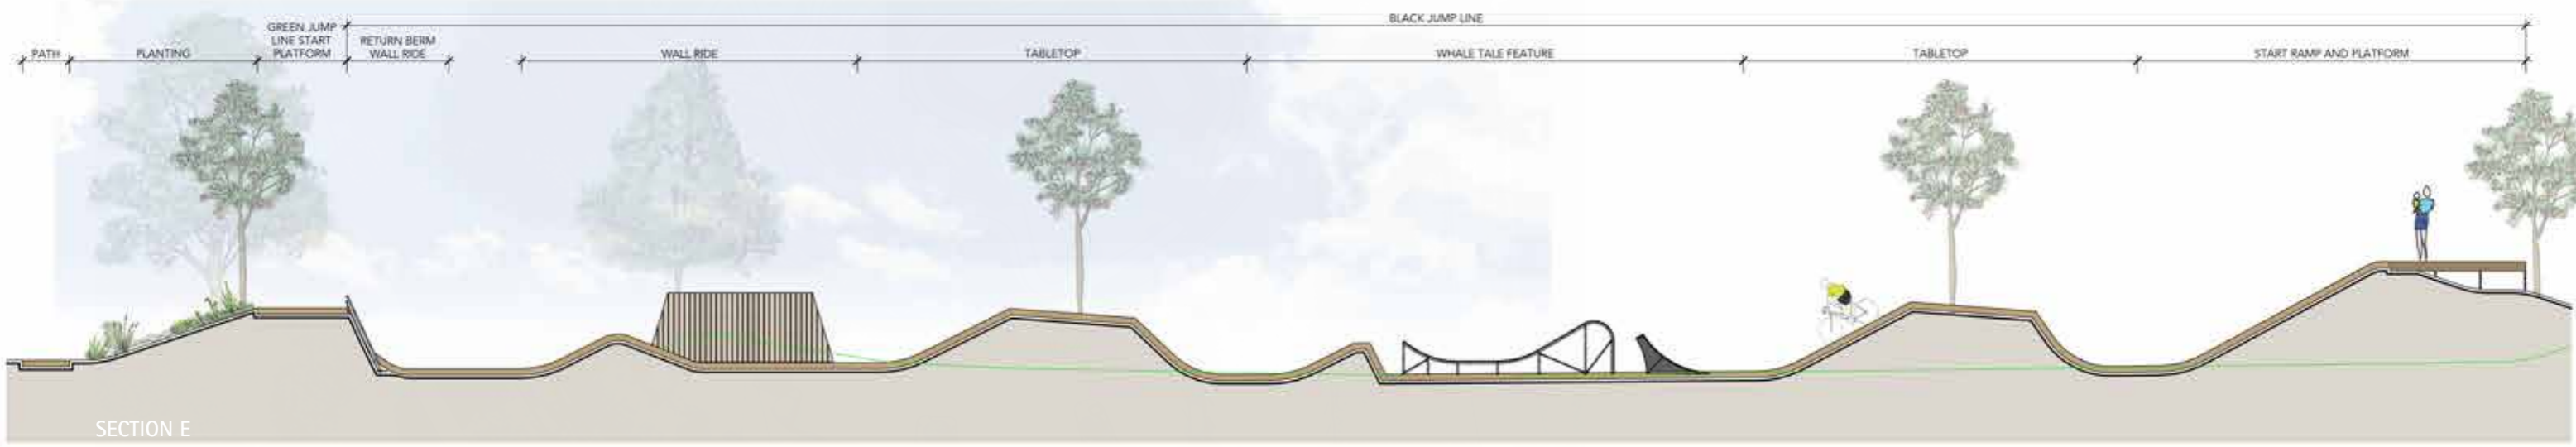 BLACK JUMP LINE
PATH
PLANTING
GREEN JUMP
LINE START
PLATFORM
RETURN BERM
WALL RIDE
WALL RIDE
TABLETOP
WHALE TALE FEATURE
TABLETOP
START RAMP AND PLATFORM
SECTION E